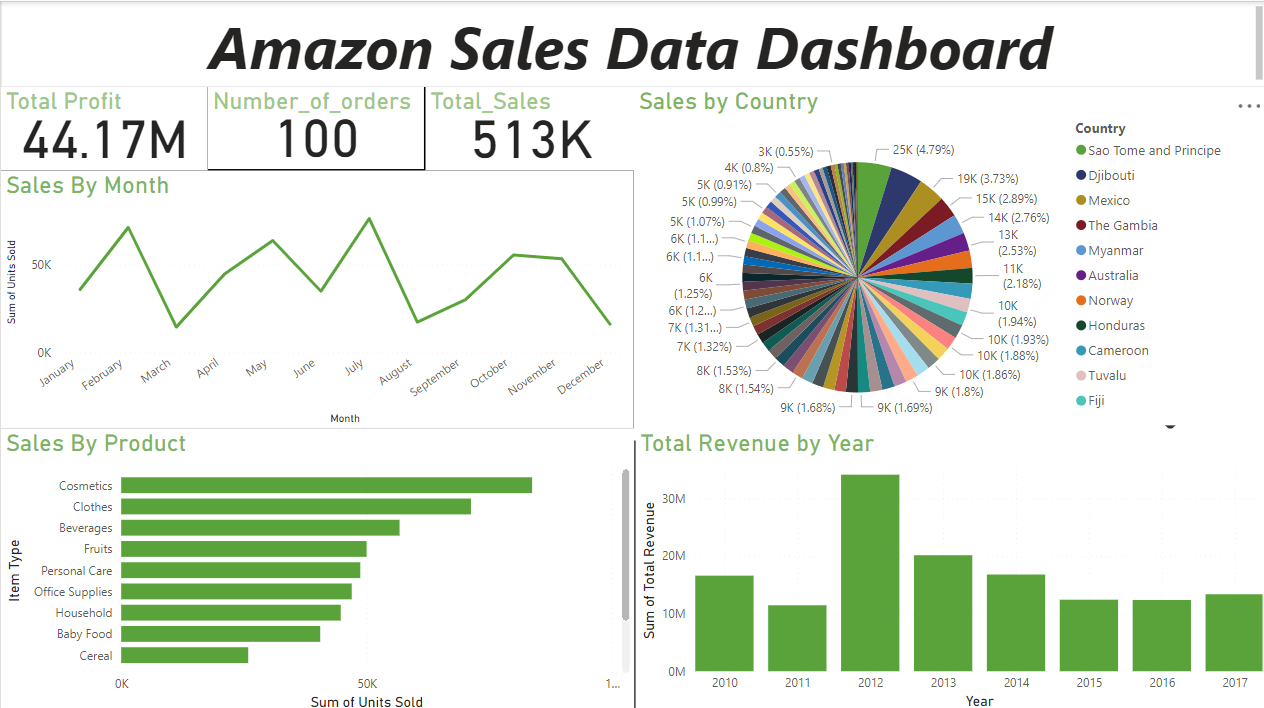 Amazon Sales Data Dashboard
Total Profit
44.17M
Number_of_orders
100
Total_Sales
513K
Sales by Country
3K (0.55%)
4K (0.8%)
5K (0.91%)
5K (0.99%)
5K (1.07%)
6K (1.1...)
6K (1.1...)
6K
(1.25%)
6K (1.2...)
7K (1.31...)
7K (1.32%)
8K (1.53%)
8K (1.54%)
9K (1.68%)
25K (4.79%)
19K (3.73%)
15K (2.89%)
14K (2.76%)
13K
(2.53%)
11K
(2.18%)
10K
(1.94%)
10K (1.93%)
10K (1.88%)
10K (1.86%)
9K (1.8%)
9K (1.69%)
Country
Sao Tome and Principe
Djibouti
Mexico
The Gambia
Myanmar
Australia
Norway
Honduras
Cameroon
Tuvalu
Fiji
Sales By Month
Sum of Units Sold
50K
0K
January
February
March
April
May
June
July
August
September
October
November
December
Month
Sales By Product
Item Type
Cosmetics
Clothes
Beverages
Fruits
Personal Care
Office Supplies
Household
Baby Food
Cereal
0K
50K
1...
Sum of Units Sold
Total Revenue by Year
Sum of Total Revenue
30M
20M
10M
0M
2010
2011
2012
2013
2014
2015
2016
2017
Year